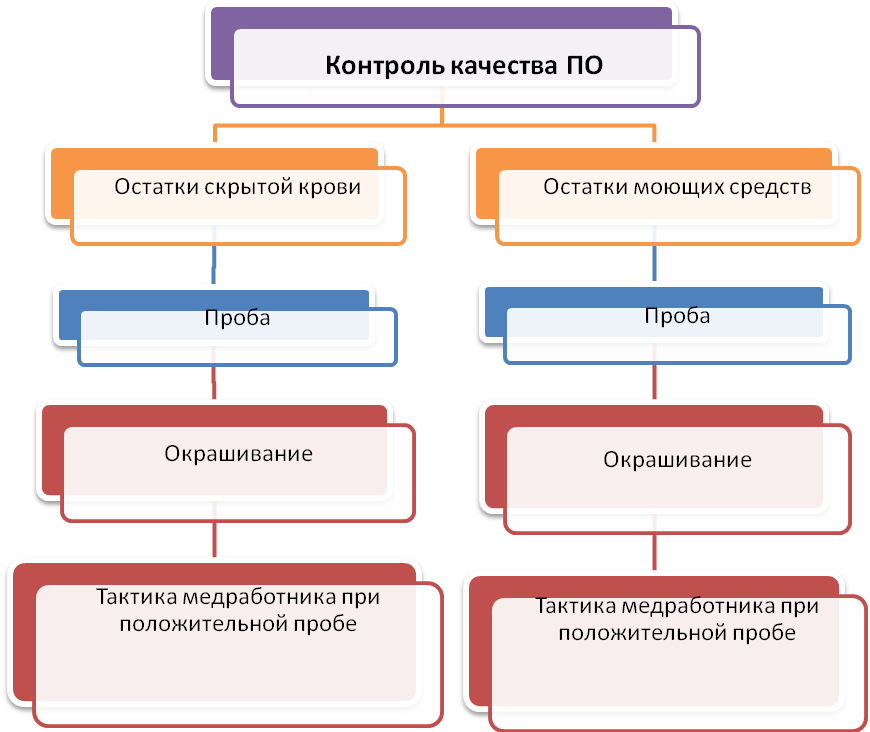 Контроль качества ПО
Остатки скрытой крови
Остатки моющих средств
Проба
Проба
Окрашивание
Окрашивание
Тактика медработника при
положительной пробе
Тактика медработника при
положительной пробе